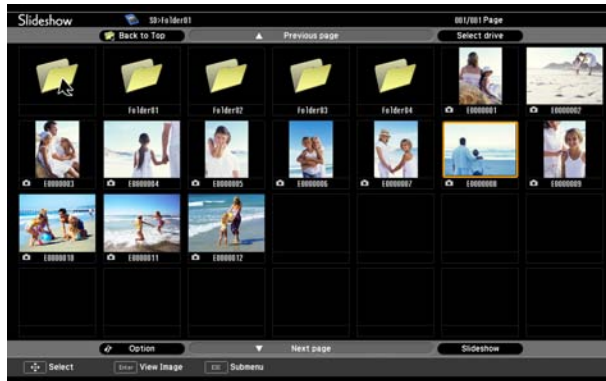 Slideshow SD>Folder01 001/001 Page
Back to Top Previous page Select drive
Folder01 Folder02 Folder03 Folder04 E0000001 E0000002
E0000003 E0000004 E0000005 E0000006 E0000007 E0000008 E0000009
E0000010 E0000011 E0000012
Option Next page Slideshow
Select Enter View Image ESC Submenu